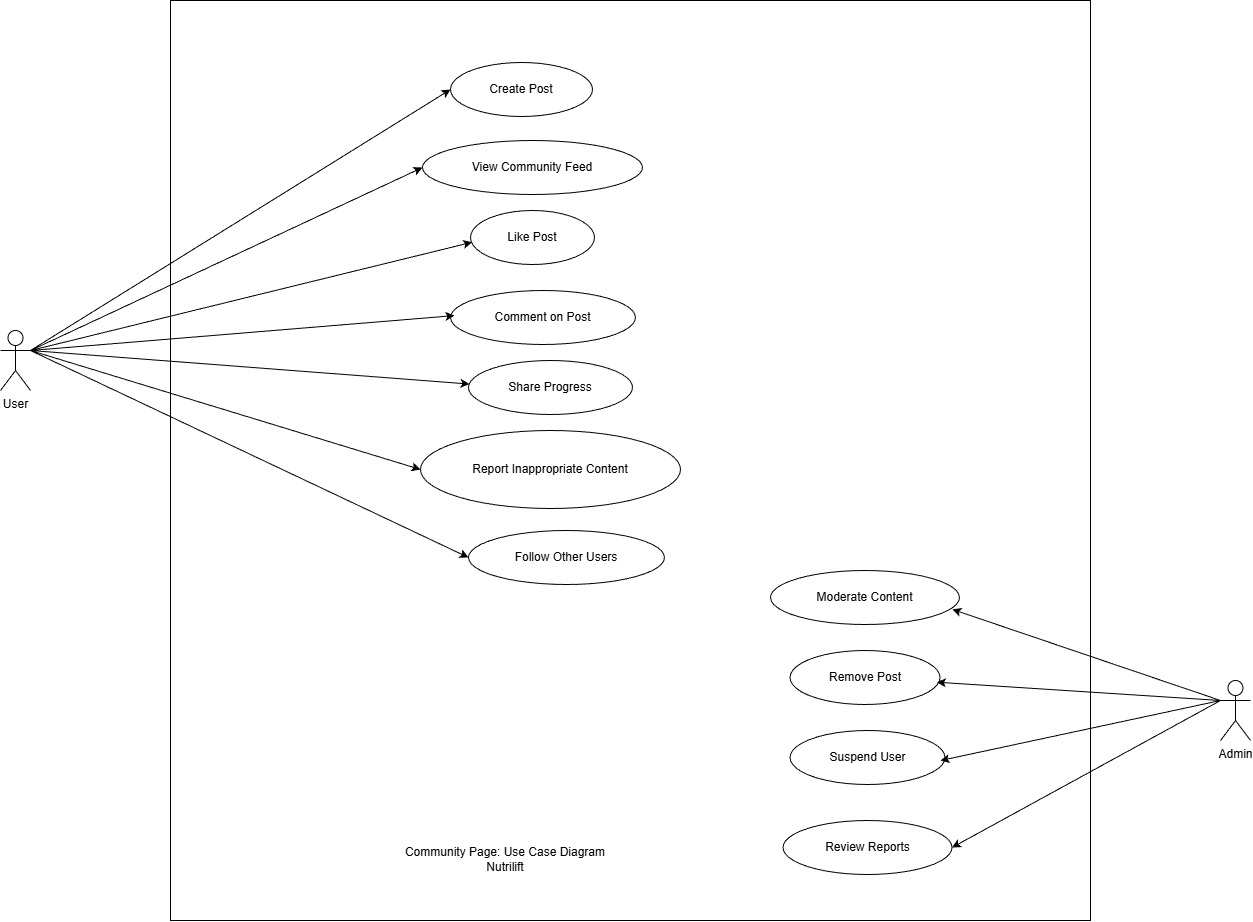 Create Post
View Community Feed
Like Post
Comment on Post
Share Progress
Report Inappropriate Content
Follow Other Users
User
Moderate Content
Remove Post
Suspend User
Review Reports
Admin
Community Page: Use Case Diagram
Nutrilift